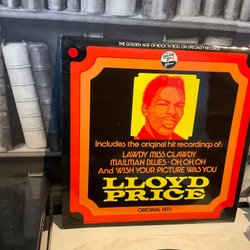 THE GOLDEN AGE OF ROCK 'N' ROLL ON SPECIALTY RECORDS
Includes the original hit recordings of:
LAWDY MISS CLAWDY
MAILMAN BLUES · OH, OH, OH
And WISH YOUR PICTURE WAS YOU
LLOYD
PRICE
ORIGINAL HITS